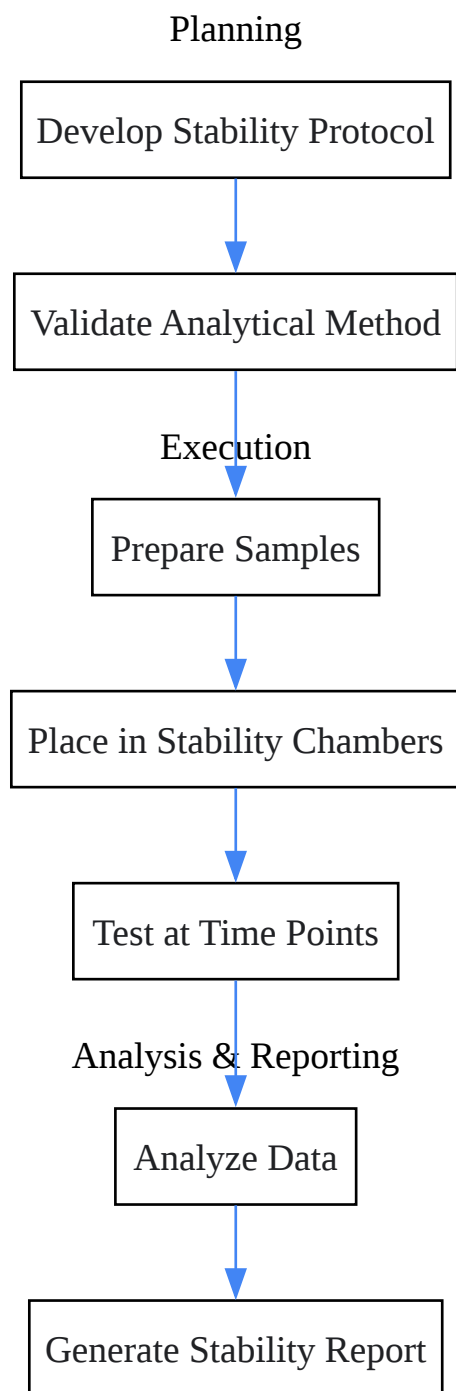 Planning
Develop Stability Protocol
Validate Analytical Method
Execution
Prepare Samples
Place in Stability Chambers
Test at Time Points
Analysis & Reporting
Analyze Data
Generate Stability Report